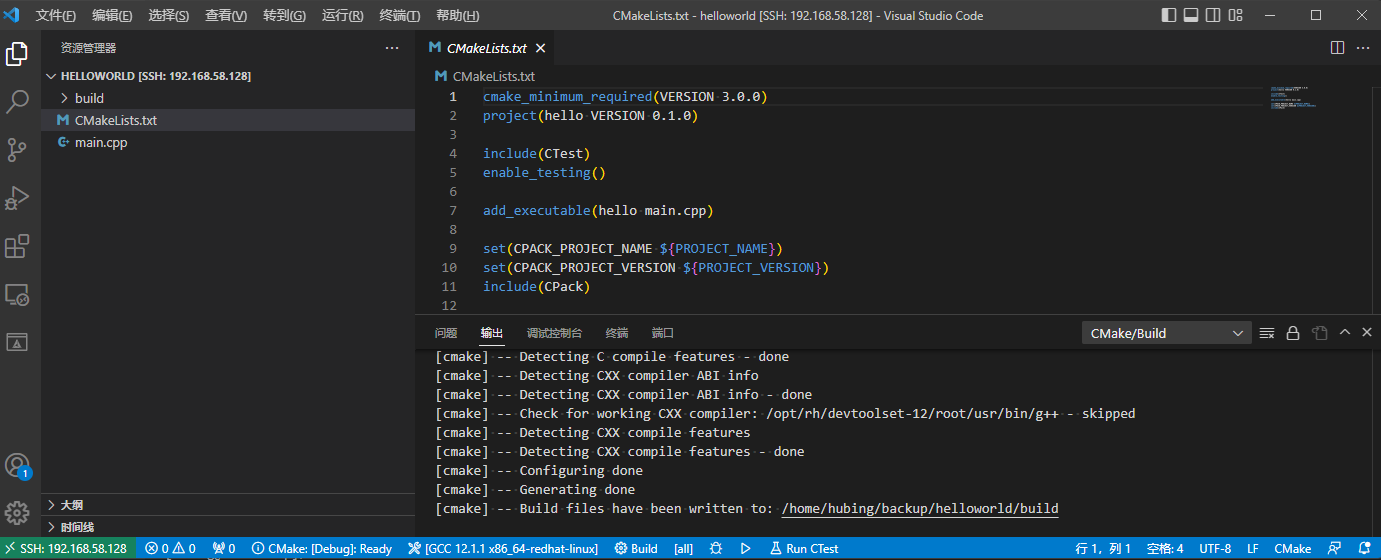 文件(F) 编辑(E) 选择(S) 查看(V) 转到(G) 运行(R) 终端(T) 帮助(H) CMakeLists.txt - helloworld [SSH: 192.168.58.128] - Visual Studio Code
资源管理器
HELLOWORLD [SSH: 192.168.58.128]
build
CMakeLists.txt
main.cpp
大纲
时间线
1
CMakeLists.txt
CMakeLists.txt
1 cmake_minimum_required(VERSION 3.0.0)
2 project(hello VERSION 0.1.0)
3
4 include(CTest)
5 enable_testing()
6
7 add_executable(hello main.cpp)
8
9 set(CPACK_PROJECT_NAME ${PROJECT_NAME})
10 set(CPACK_PROJECT_VERSION ${PROJECT_VERSION})
11 include(CPack)
12
问题 输出 调试控制台 终端 端口 CMake/Build
[cmake] -- Detecting C compile features - done
[cmake] -- Detecting CXX compiler ABI info
[cmake] -- Detecting CXX compiler ABI info - done
[cmake] -- Check for working CXX compiler: /opt/rh/devtoolset-12/root/usr/bin/g++ - skipped
[cmake] -- Detecting CXX compile features
[cmake] -- Detecting CXX compile features - done
[cmake] -- Configuring done
[cmake] -- Generating done
[cmake] -- Build files have been written to: /home/hubing/backup/helloworld/build
SSH: 192.168.58.128 0 0 0 CMake: [Debug]: Ready [GCC 12.1.1 x86_64-redhat-linux] Build [all] Run CTest 行 1，列 1 空格: 4 UTF-8 LF CMake